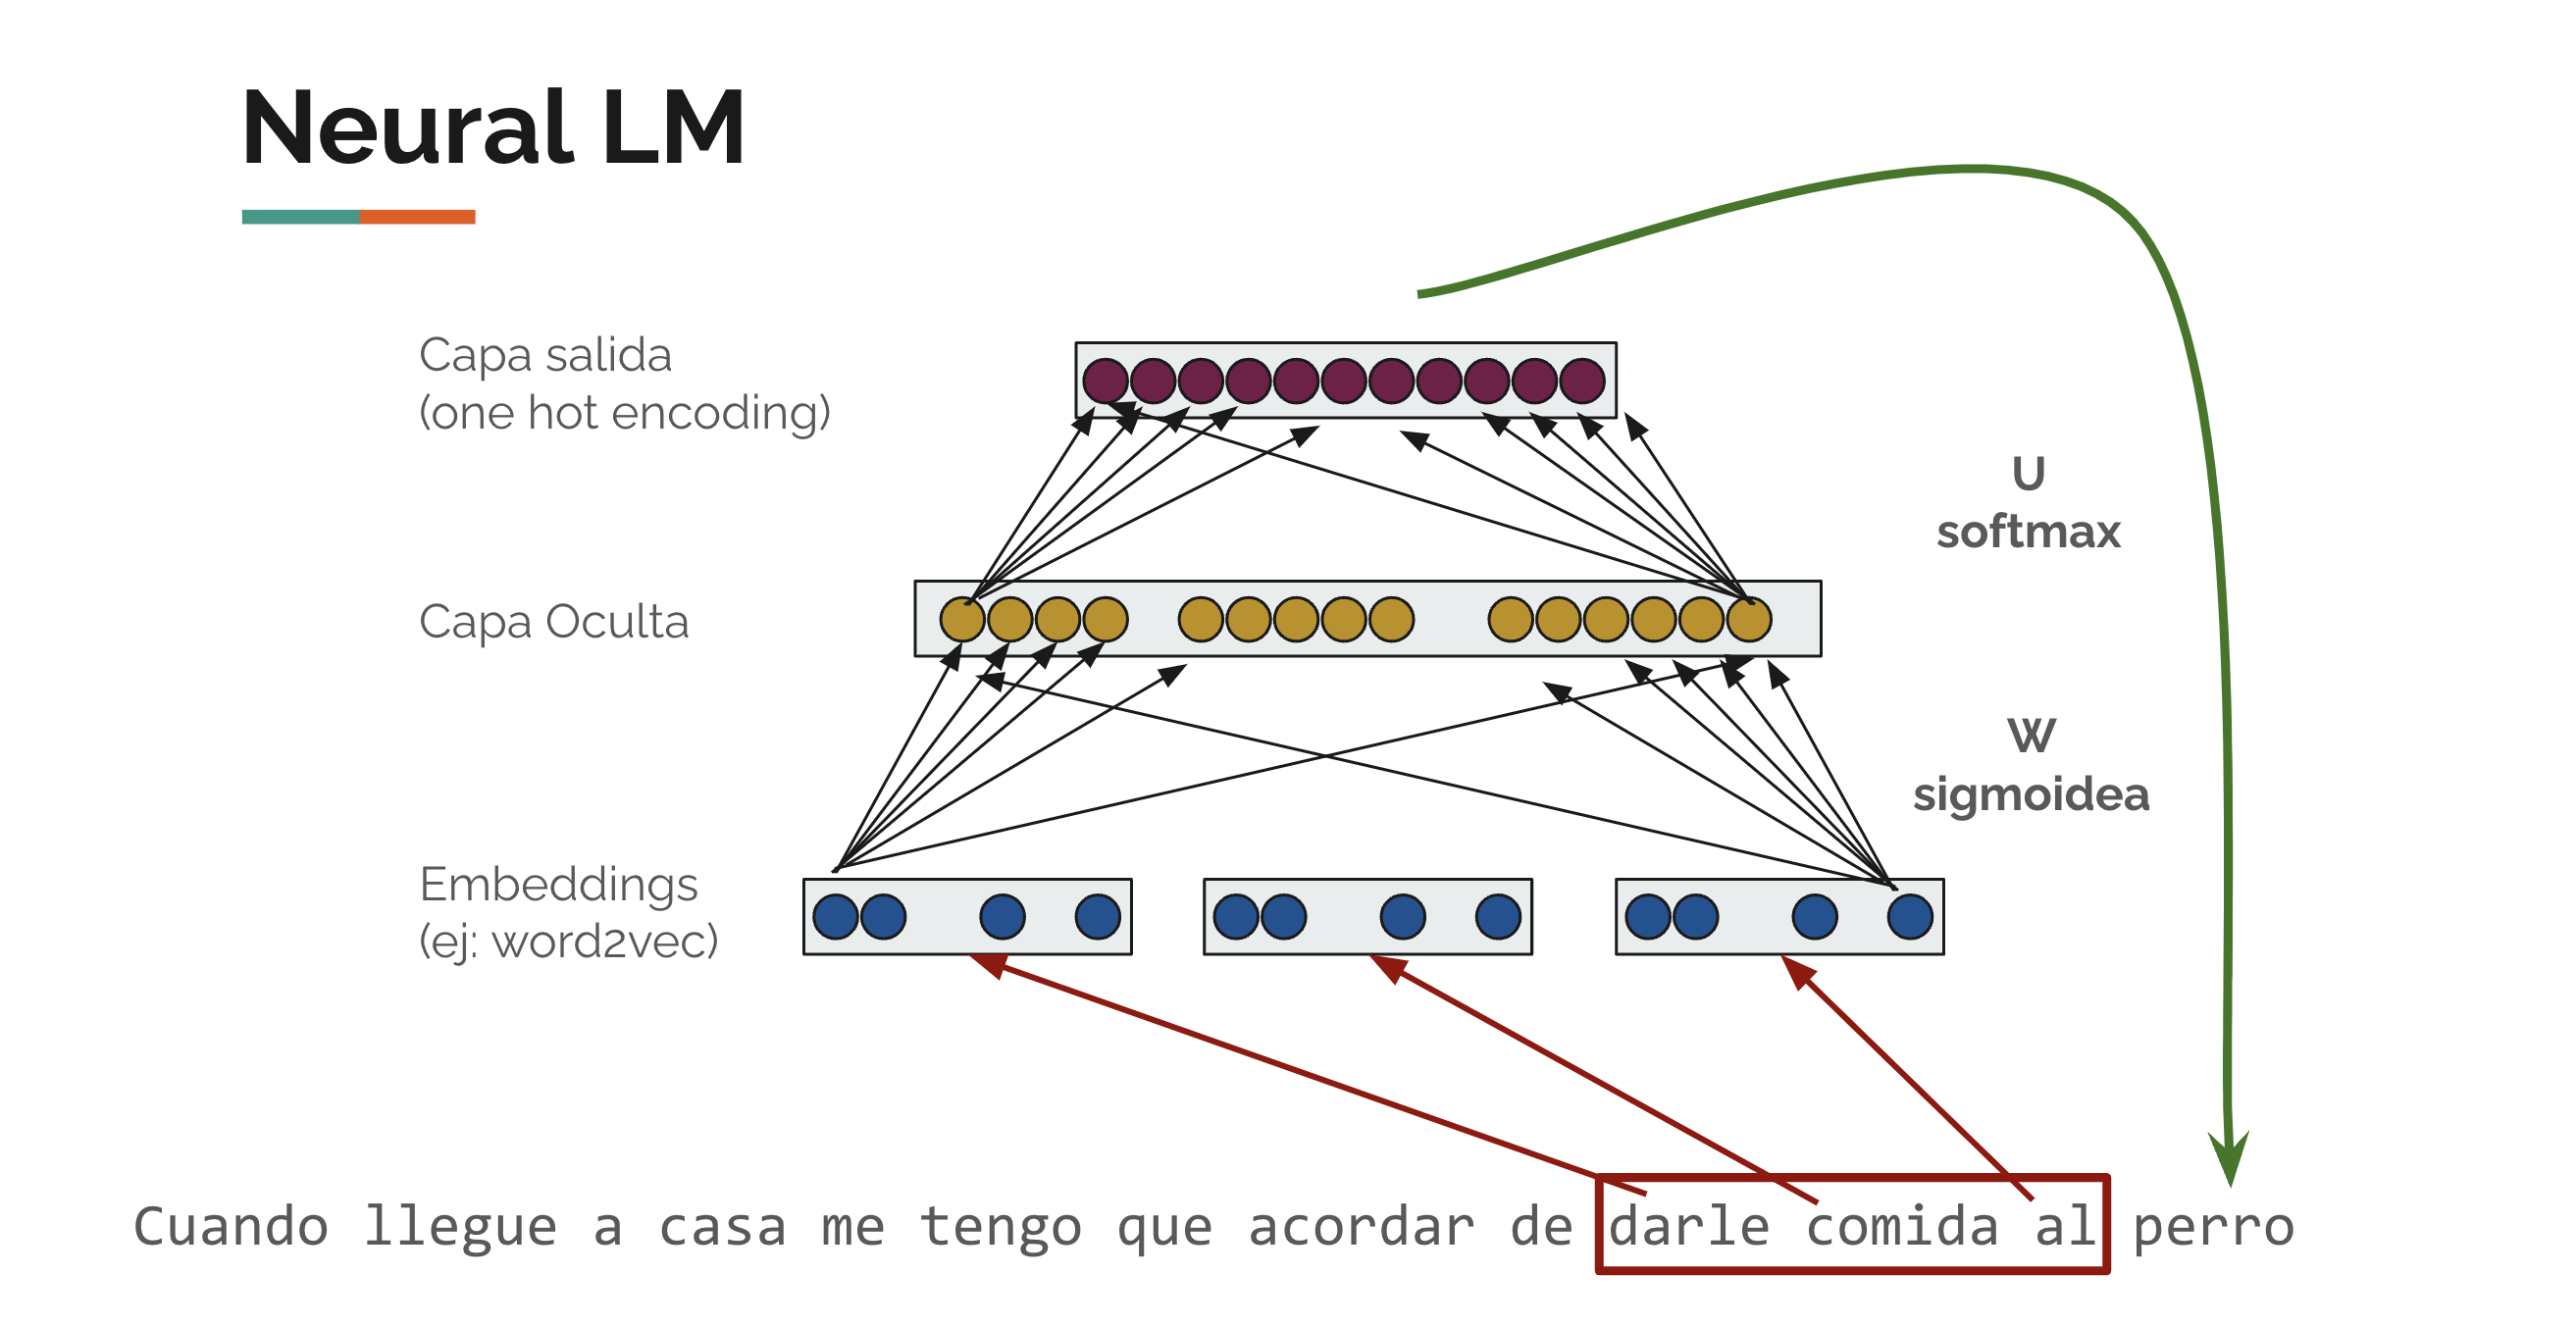 Neural LM
Capa salida
(one hot encoding)
U
softmax
Capa Oculta
W
sigmoidea
Embeddings
(ej: word2vec)
Cuando llegue a casa me tengo que acordar de darle comida al perro